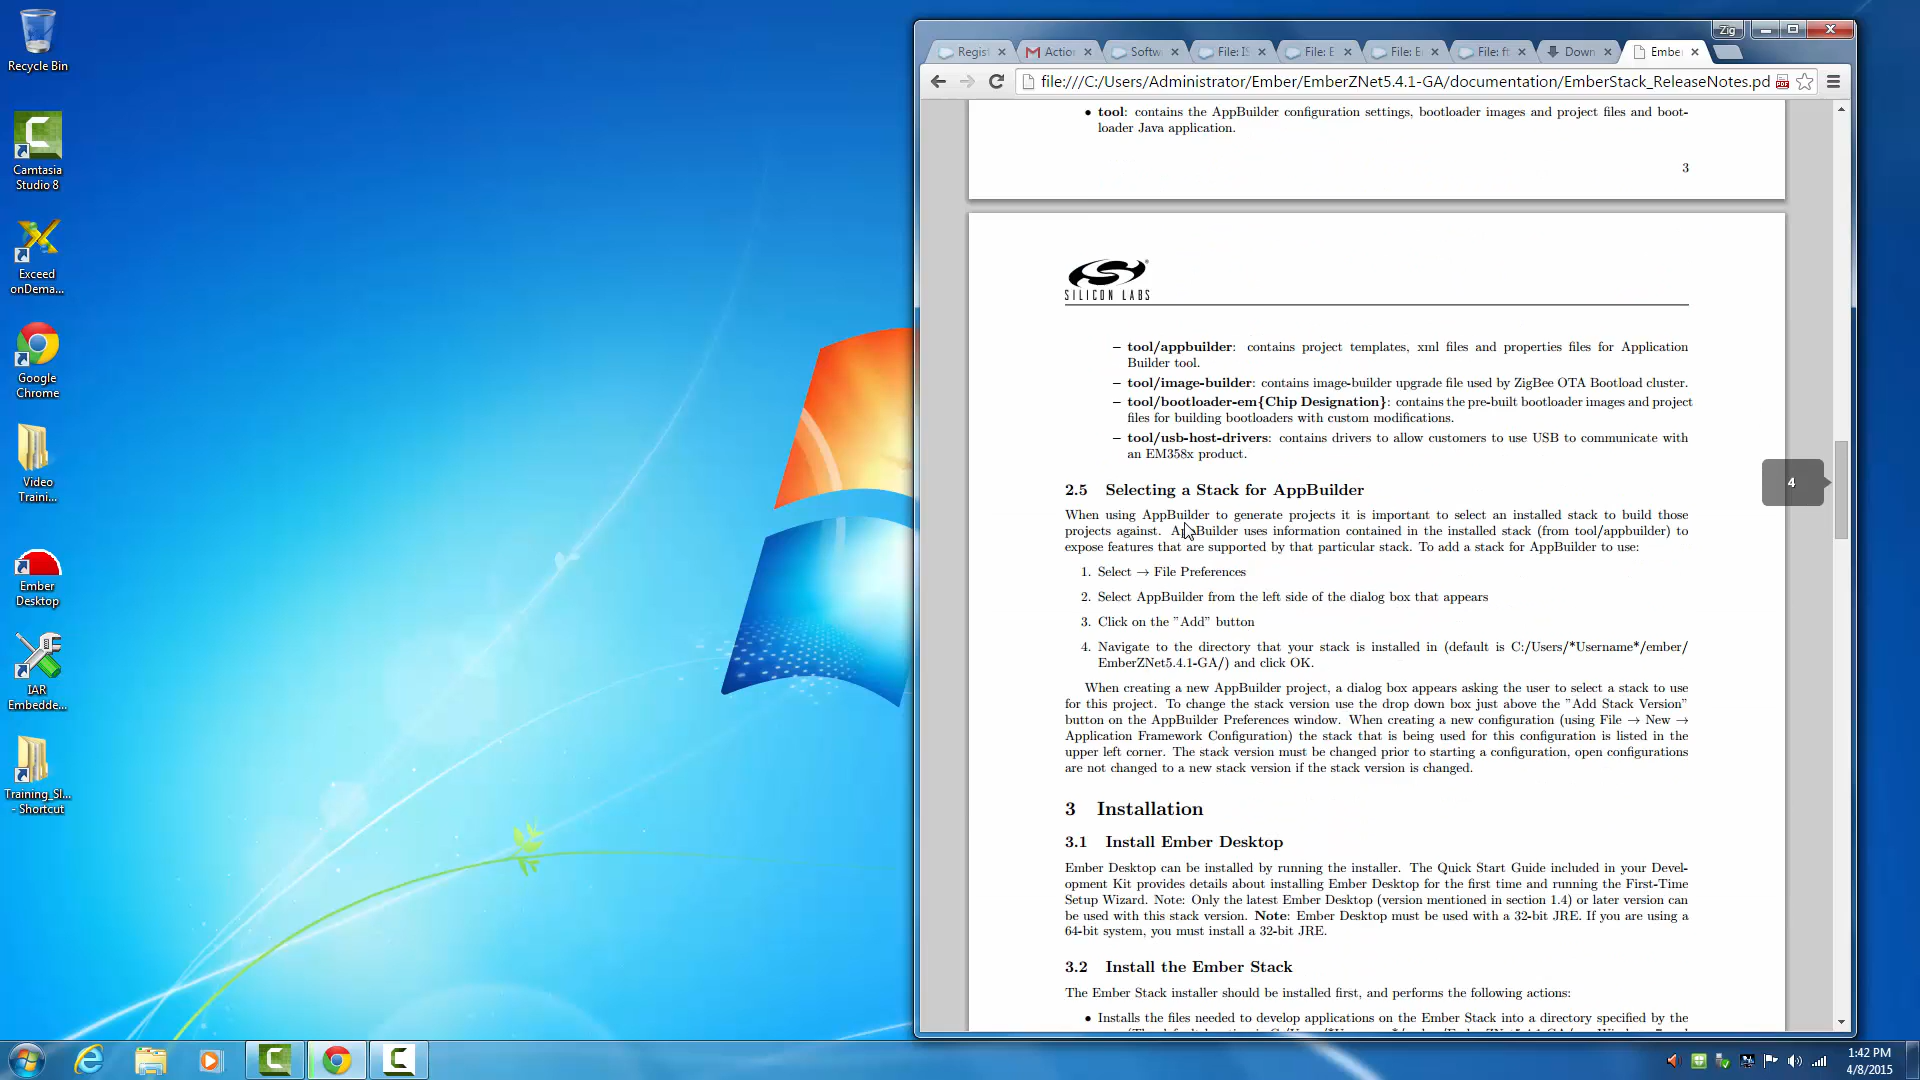 Recycle Bin
Camtasia
Studio 8
Exceed
onDema...
Google
Chrome
Video
Traini...
Ember
Desktop
IAR
Embedde...
Training_Sl...
- Shortcut
Zig
Regist
Action
Softw
File: IS
File: E
File: E
File: ft
Down
Ember
file:///C:/Users/Administrator/Ember/EmberZNet5.4.1-GA/documentation/EmberStack_ReleaseNotes.pd
• tool: contains the AppBuilder configuration settings, bootloader images and project files and boot-
loader Java application.
3
SILICON LABS
– tool/appbuilder: contains project templates, xml files and properties files for Application
Builder tool.
– tool/image-builder: contains image-builder upgrade file used by ZigBee OTA Bootload cluster.
– tool/bootloader-em{Chip Designation}: contains the pre-built bootloader images and project
files for building bootloaders with custom modifications.
– tool/usb-host-drivers: contains drivers to allow customers to use USB to communicate with
an EM358x product.
4
2.5 Selecting a Stack for AppBuilder
When using AppBuilder to generate projects it is important to select an installed stack to build those
projects against. AppBuilder uses information contained in the installed stack (from tool/appbuilder) to
expose features that are supported by that particular stack. To add a stack for AppBuilder to use:
1. Select → File Preferences
2. Select AppBuilder from the left side of the dialog box that appears
3. Click on the "Add" button
4. Navigate to the directory that your stack is installed in (default is C:/Users/*Username*/ember/
EmberZNet5.4.1-GA/) and click OK.
When creating a new AppBuilder project, a dialog box appears asking the user to select a stack to use
for this project. To change the stack version use the drop down box just above the "Add Stack Version"
button on the AppBuilder Preferences window. When creating a new configuration (using File → New →
Application Framework Configuration) the stack that is being used for this configuration is listed in the
upper left corner. The stack version must be changed prior to starting a configuration, open configurations
are not changed to a new stack version if the stack version is changed.
3 Installation
3.1 Install Ember Desktop
Ember Desktop can be installed by running the installer. The Quick Start Guide included in your Devel-
opment Kit provides details about installing Ember Desktop for the first time and running the First-Time
Setup Wizard. Note: Only the latest Ember Desktop (version mentioned in section 1.4) or later version can
be used with this stack version. Note: Ember Desktop must be used with a 32-bit JRE. If you are using a
64-bit system, you must install a 32-bit JRE.
3.2 Install the Ember Stack
The Ember Stack installer should be installed first, and performs the following actions:
• Installs the files needed to develop applications on the Ember Stack into a directory specified by the
1:42 PM
4/8/2015